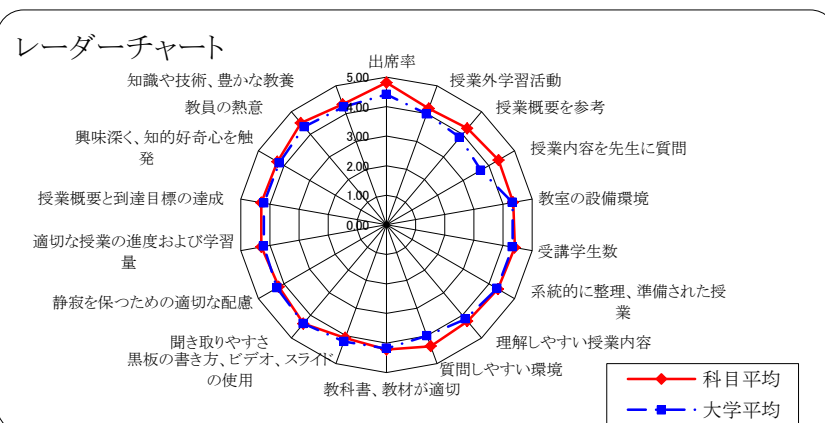 レーダーチャート
出席率
授業外学習活動
授業概要を参考
授業内容を先生に質問
教室の設備環境
受講学生数
系統的に整理、準備された授
業
理解しやすい授業内容
質問しやすい環境
教科書、教材が適切
黒板の書き方、ビデオ、スライド
の使用
聞き取りやすさ
静寂を保つための適切な配慮
適切な授業の進度および学習
量
授業概要と到達目標の達成
興味深く、知的好奇心を触
発
教員の熱意
知識や技術、豊かな教養
5.00
4.00
3.00
2.00
1.00
0.00
科目平均
大学平均